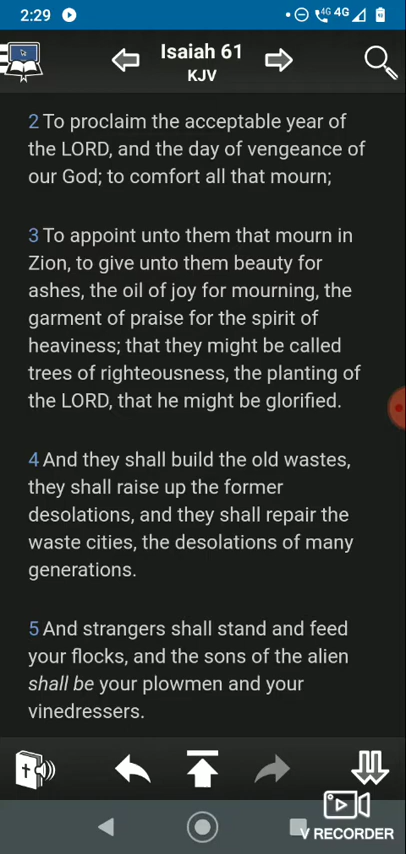 2:29
4G 4G
Isaiah 61
KJV
2 To proclaim the acceptable year of
the LORD, and the day of vengeance of
our God; to comfort all that mourn;
3 To appoint unto them that mourn in
Zion, to give unto them beauty for
ashes, the oil of joy for mourning, the
garment of praise for the spirit of
heaviness; that they might be called
trees of righteousness, the planting of
the LORD, that he might be glorified.
4 And they shall build the old wastes,
they shall raise up the former
desolations, and they shall repair the
waste cities, the desolations of many
generations.
5 And strangers shall stand and feed
your flocks, and the sons of the alien
shall be your plowmen and your
vinedressers.
V RECORDER